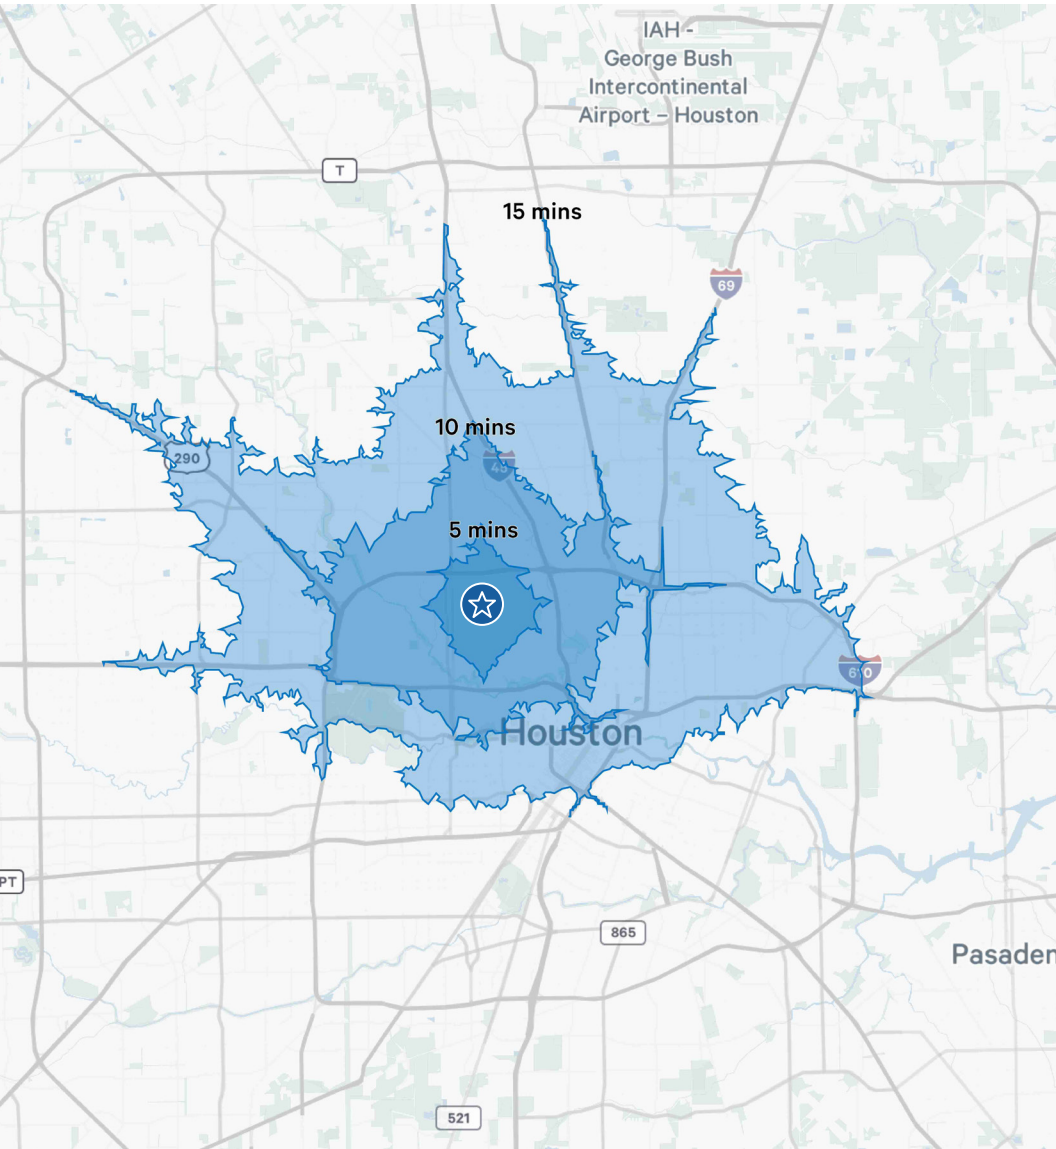 IAH -
George Bush
Intercontinental
Airport – Houston
T
15 mins
69
10 mins
290
45
5 mins
610
Houston
PT
865
Pasaden
521